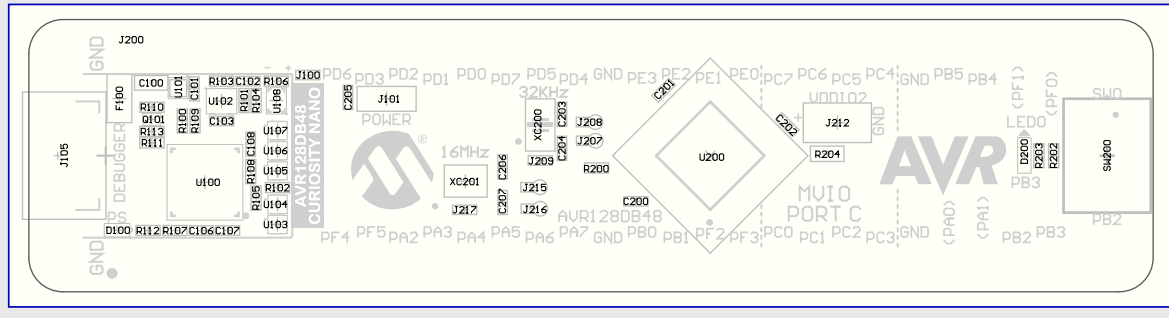 GND
J200
- +
J100 PD6 PD3 PD2 PD1 PD0 PD7 PD5 PD4 GND PE3 PE2 PE1 PE0 PC7 PC6 PC5 PC4 GND PB5 PB4 (PF1) (PF0) SW0
C100 U101 C101 R103 C102 R106
F100 U102 R101 R104 U108
C205 J101 32KHz C201 VDDIO2
R110 R100 R109 POWER XC200 C203 J208 C202 + J212 GND LED0
Q101 C103
R113 U107 J207
R111 C108 U106 16MHz C204 U200 R204 AVR D200 R203 R202 SW200
J105 DEBUGGER U100 R108 U105 AVR128DB48 CURIOSITY NANO C206 J209 R200
R102 XC201 J215 MVIO PB3
R105 U104 C207 C200 PORT C
PS U103 J217 J216 AVR128DB48 (PA0) (PA1) PB2
D100 R112 R107 C106 C107
PF4 PF5 PA2 PA3 PA4 PA5 PA6 PA7 GND PB0 PB1 PF2 PF3 PC0 PC1 PC2 PC3 GND PB2 PB3
GND